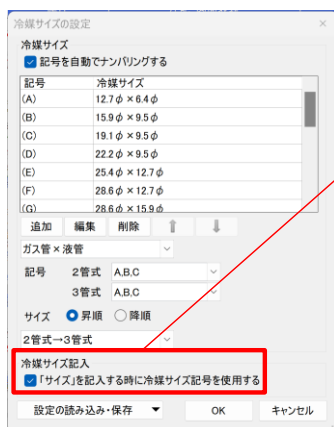 冷媒サイズの設定 ×
冷媒サイズ
記号を自動でナンバリングする
記号 冷媒サイズ
(A) 12.7φ×6.4φ
(B) 15.9φ×9.5φ
(C) 19.1φ×9.5φ
(D) 22.2φ×9.5φ
(E) 25.4φ×12.7φ
(F) 28.6φ×12.7φ
(G) 28.6φ×15.9φ
追加 編集 削除
ガス管×液管
記号 2管式 A,B,C
3管式 A,B,C
サイズ 昇順 降順
2管式→3管式
冷媒サイズ記入
「サイズ」を記入する時に冷媒サイズ記号を使用する
設定の読み込み・保存 OK キャンセル